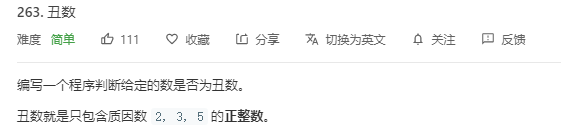 263. 丑数
难度 简单 111 收藏 分享 切换为英文 关注 反馈
编写一个程序判断给定的数是否为丑数。
丑数就是只包含质因数 2, 3, 5 的正整数。